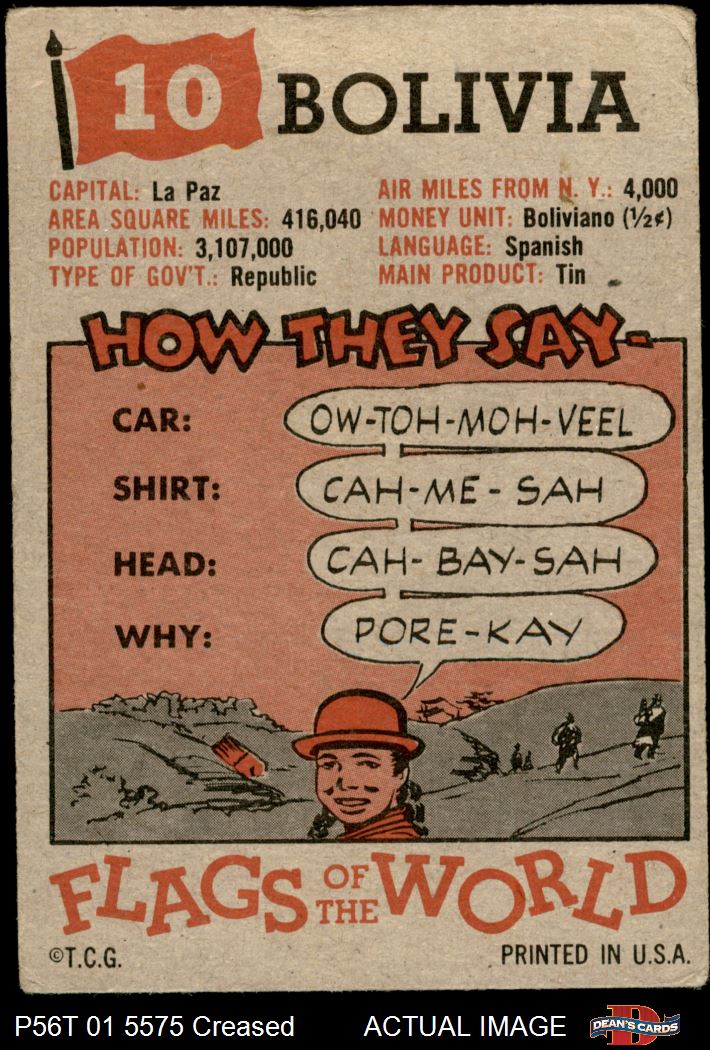 10 BOLIVIA
CAPITAL: La Paz
AREA SQUARE MILES: 416,040
POPULATION: 3,107,000
TYPE OF GOV'T.: Republic
AIR MILES FROM N. Y.: 4,000
MONEY UNIT: Boliviano (½¢)
LANGUAGE: Spanish
MAIN PRODUCT: Tin
HOW THEY SAY-
CAR: OW-TOH-MOH-VEEL
SHIRT: CAH-ME-SAH
HEAD: CAH-BAY-SAH
WHY: PORE-KAY
FLAGS OF THE WORLD
©T.C.G. PRINTED IN U.S.A.
P56T 01 5575 Creased ACTUAL IMAGE DEAN'S CARDS